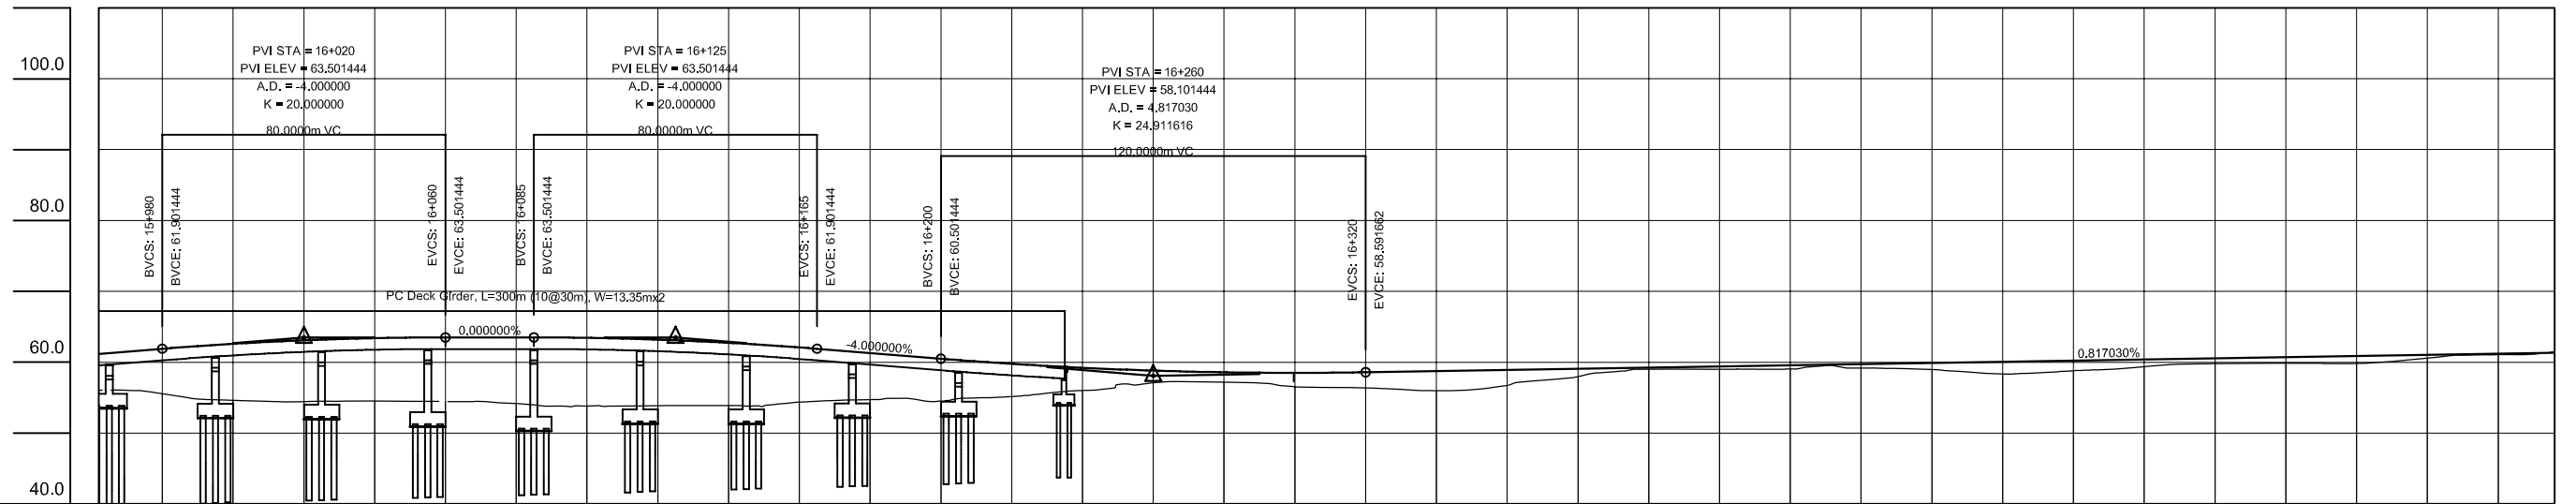 100.0
80.0
60.0
40.0
PVI STA = 16+020
PVI ELEV = 63.501444
A.D. = -4.000000
K = 20.000000
80.0000m VC
PVI STA = 16+125
PVI ELEV = 63.501444
A.D. = -4.000000
K = 20.000000
80.0000m VC
PVI STA = 16+260
PVI ELEV = 58.101444
A.D. = 4.817030
K = 24.911616
120.0000m VC
BVCS: 15+980
BVCE: 61.901444
EVCS: 16+060
EVCE: 63.501444
BVCS: 16+085
BVCE: 63.501444
EVCS: 16+165
EVCE: 61.901444
BVCS: 16+200
BVCE: 60.501444
EVCS: 16+320
EVCE: 58.591662
PC Deck Girder, L=300m (10@30m), W=13.35mx2
0.000000%
-4.000000%
0.817030%